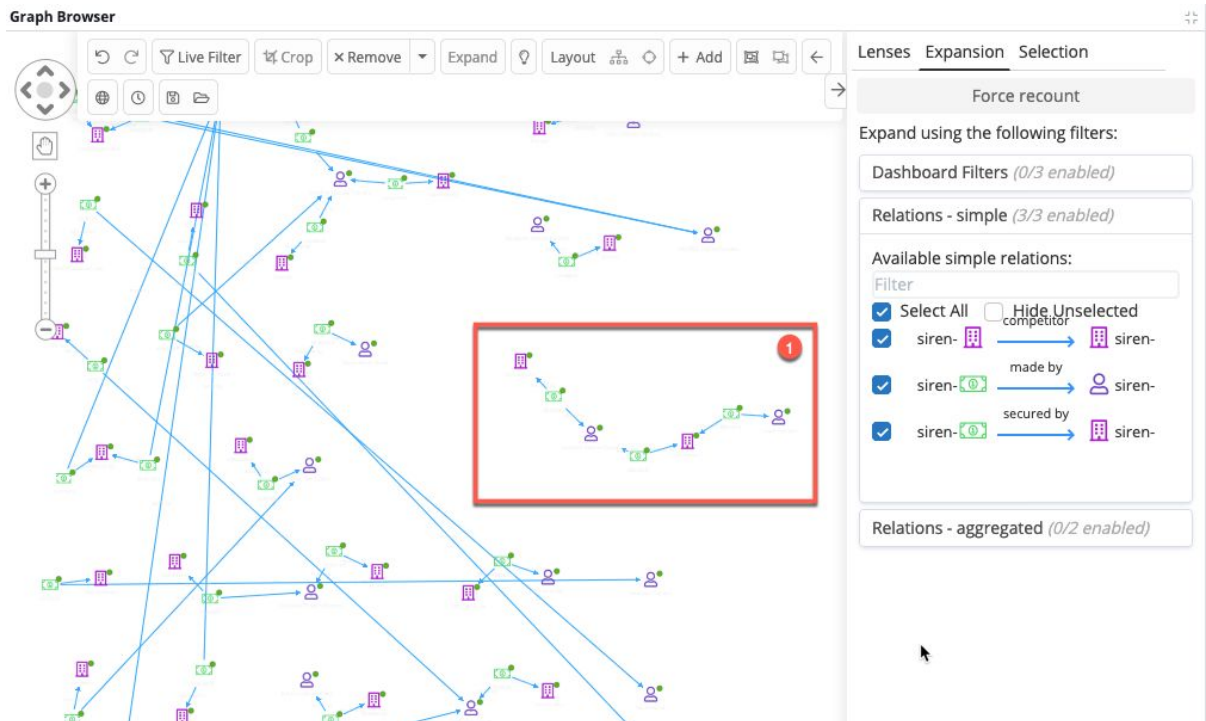 Graph Browser
Live Filter Crop × Remove Expand Layout + Add
Lenses Expansion Selection
Force recount
Expand using the following filters:
Dashboard Filters (0/3 enabled)
Relations - simple (3/3 enabled)
Available simple relations:
Filter
Select All Hide Unselected
competitor
siren- siren-
made by
siren- siren-
secured by
siren- siren-
Relations - aggregated (0/2 enabled)
1